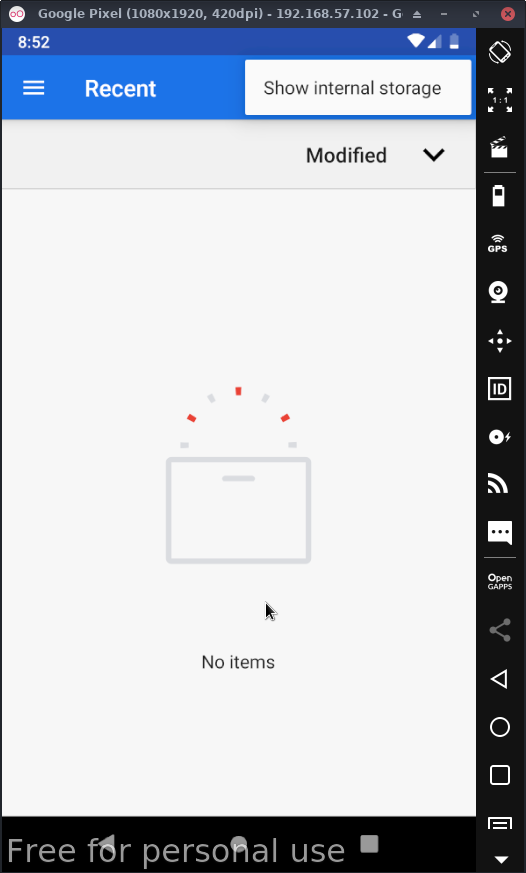 Google Pixel (1080x1920, 420dpi) - 192.168.57.102 - G
8:52
Recent
Show internal storage
Modified
No items
1:1
GPS
ID
Open
GAPPS
Free for personal use